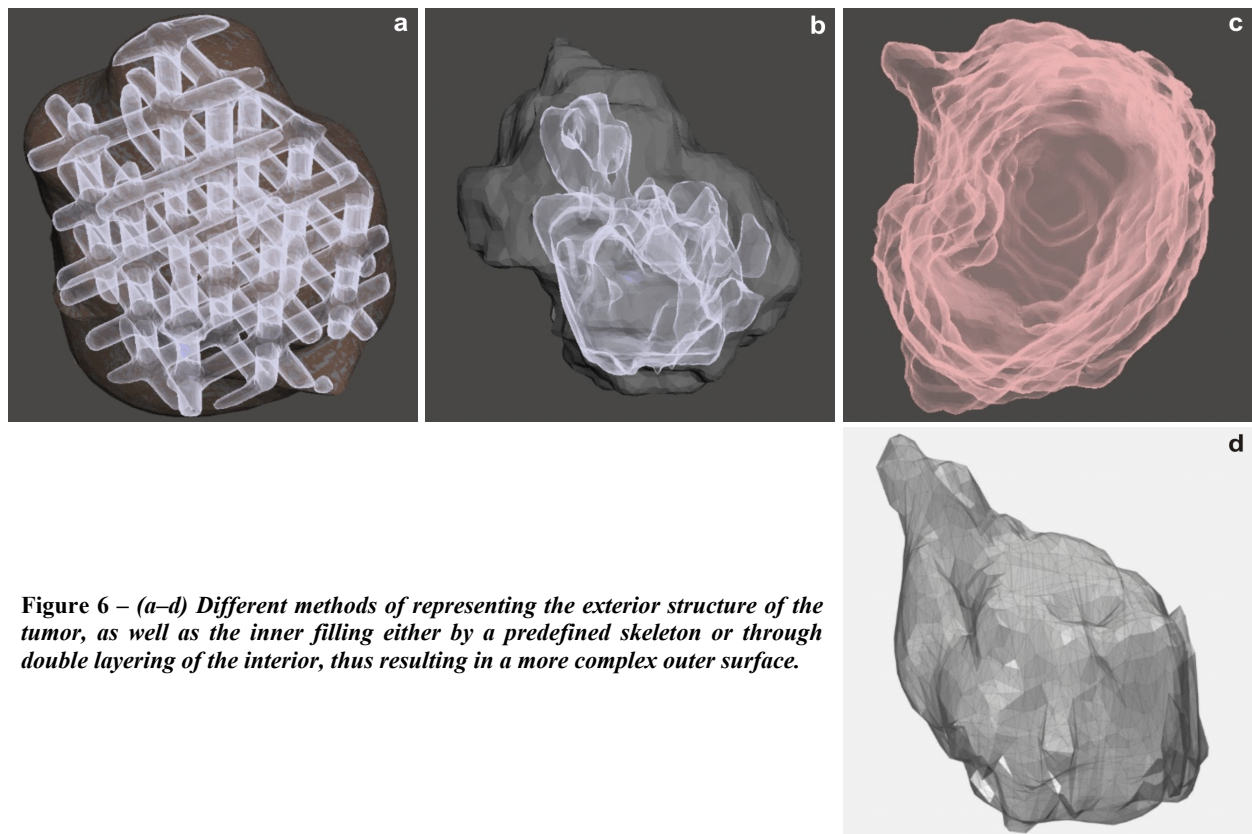 a
b
c
d
Figure 6 – (a–d) Different methods of representing the exterior structure of the
tumor, as well as the inner filling either by a predefined skeleton or through
double layering of the interior, thus resulting in a more complex outer surface.